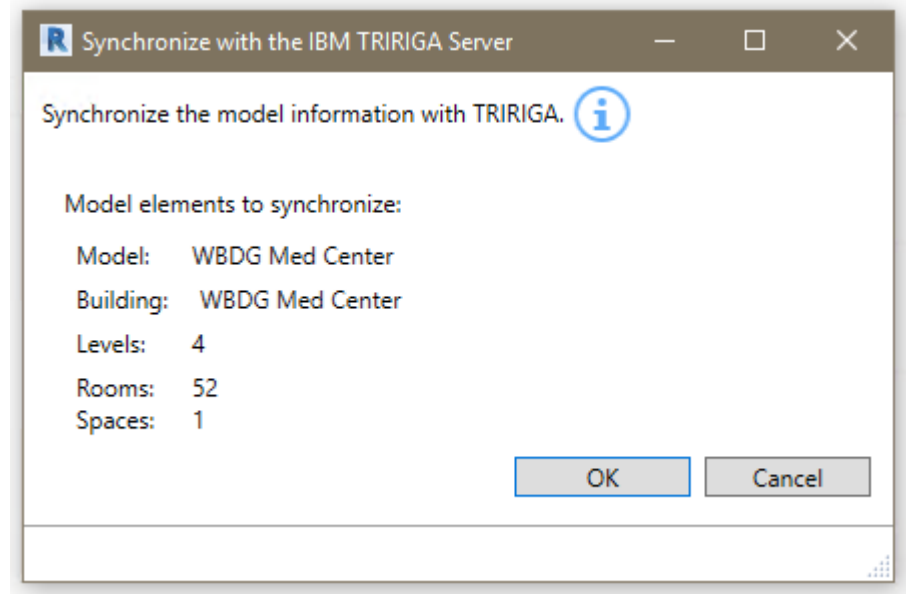 R Synchronize with the IBM TRIRIGA Server
Synchronize the model information with TRIRIGA. i
Model elements to synchronize:
Model: WBDG Med Center
Building: WBDG Med Center
Levels: 4
Rooms: 52
Spaces: 1
OK Cancel